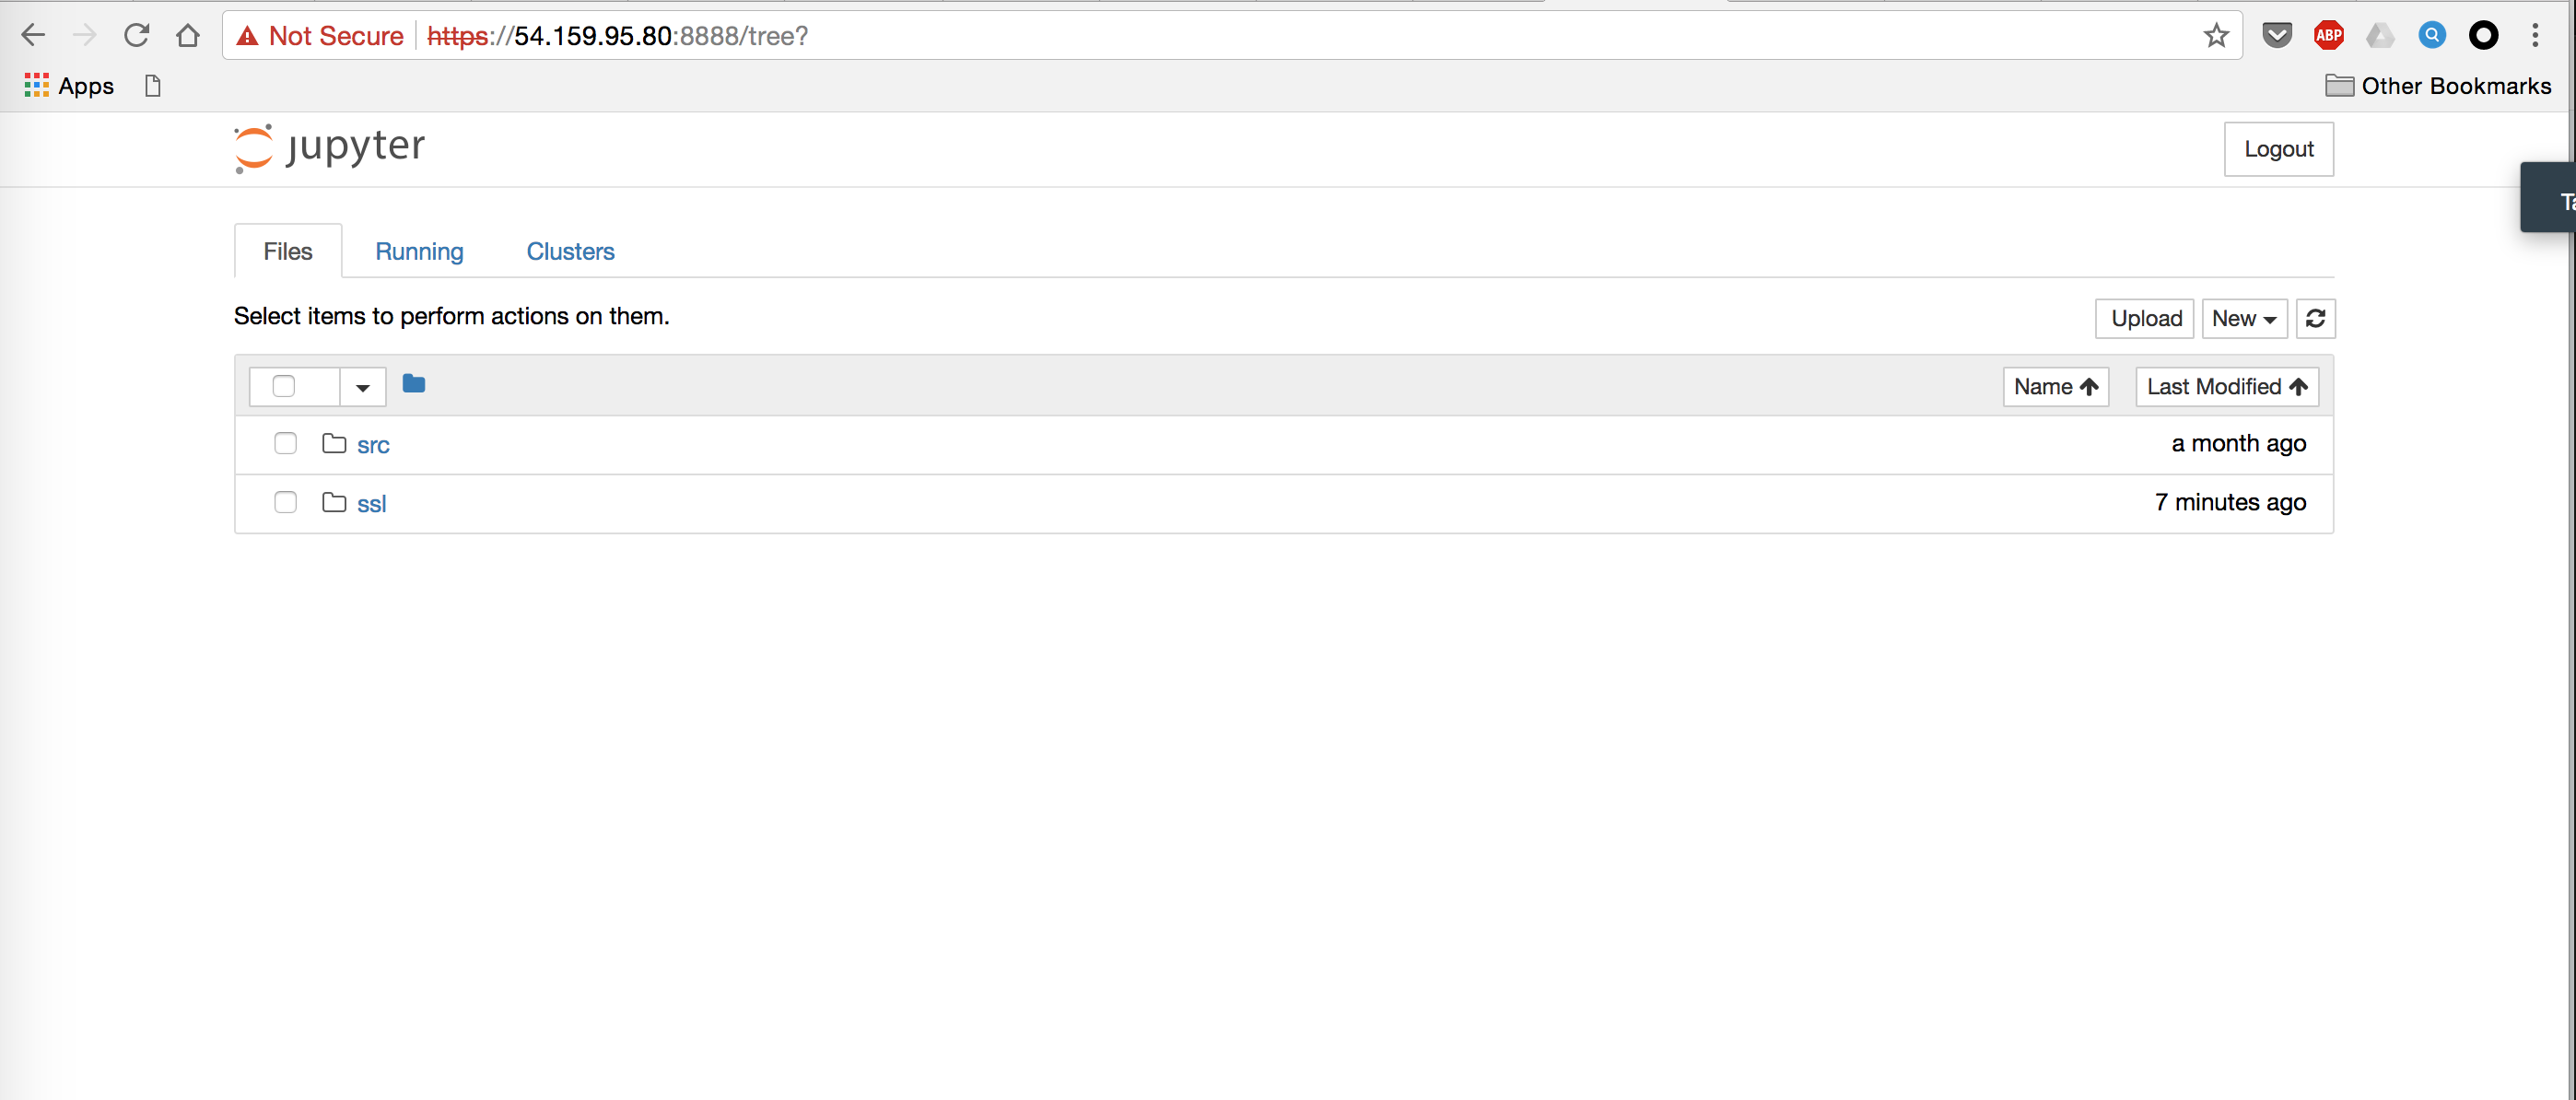 Not Secure https://54.159.95.80:8888/tree?
ABP
Apps
Other Bookmarks
jupyter
Logout
Files Running Clusters
Select items to perform actions on them.
Upload New
Name Last Modified
src a month ago
ssl 7 minutes ago